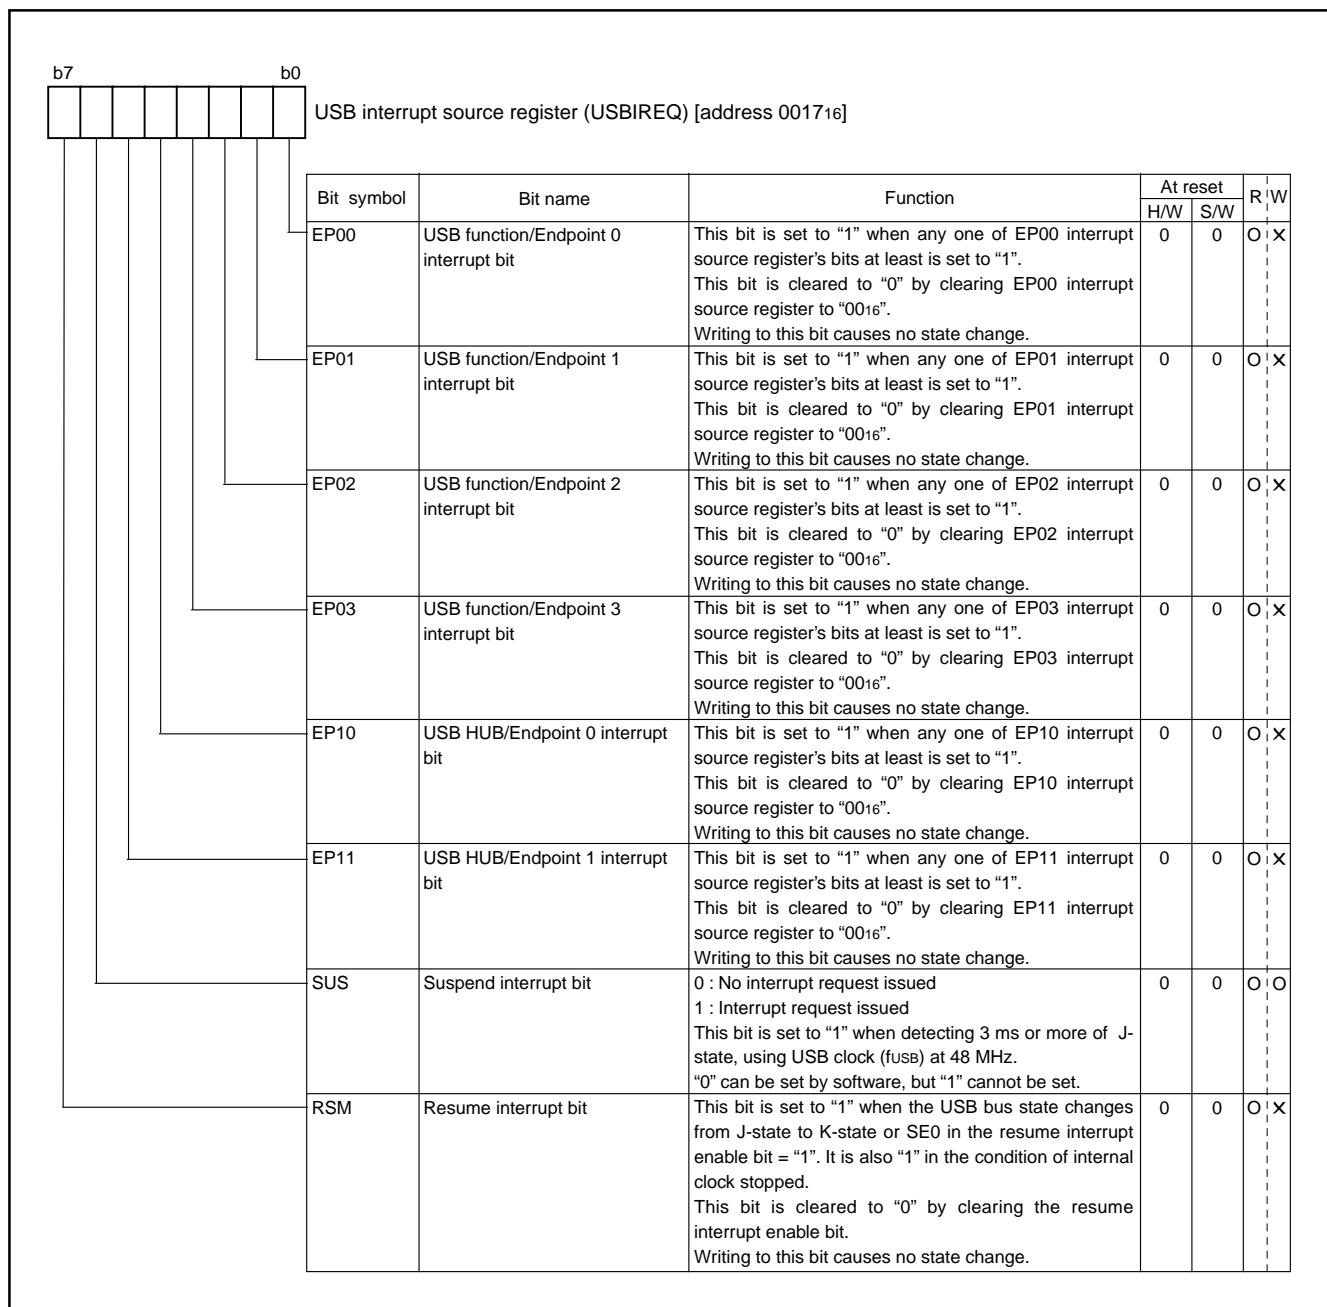 b7 b0
USB interrupt source register (USBIREQ) [address 001716]
Bit symbol Bit name Function At reset R W
H/W S/W
EP00 USB function/Endpoint 0 This bit is set to “1” when any one of EP00 interrupt 0 0 O X
interrupt bit source register's bits at least is set to “1”.
This bit is cleared to “0” by clearing EP00 interrupt
source register to “0016”.
Writing to this bit causes no state change.
EP01 USB function/Endpoint 1 This bit is set to “1” when any one of EP01 interrupt 0 0 O X
interrupt bit source register's bits at least is set to “1”.
This bit is cleared to “0” by clearing EP01 interrupt
source register to “0016”.
Writing to this bit causes no state change.
EP02 USB function/Endpoint 2 This bit is set to “1” when any one of EP02 interrupt 0 0 O X
interrupt bit source register's bits at least is set to “1”.
This bit is cleared to “0” by clearing EP02 interrupt
source register to “0016”.
Writing to this bit causes no state change.
EP03 USB function/Endpoint 3 This bit is set to “1” when any one of EP03 interrupt 0 0 O X
interrupt bit source register's bits at least is set to “1”.
This bit is cleared to “0” by clearing EP03 interrupt
source register to “0016”.
Writing to this bit causes no state change.
EP10 USB HUB/Endpoint 0 interrupt This bit is set to “1” when any one of EP10 interrupt 0 0 O X
bit source register's bits at least is set to “1”.
This bit is cleared to “0” by clearing EP10 interrupt
source register to “0016”.
Writing to this bit causes no state change.
EP11 USB HUB/Endpoint 1 interrupt This bit is set to “1” when any one of EP11 interrupt 0 0 O X
bit source register's bits at least is set to “1”.
This bit is cleared to “0” by clearing EP11 interrupt
source register to “0016”.
Writing to this bit causes no state change.
SUS Suspend interrupt bit 0 : No interrupt request issued 0 0 O O
1 : Interrupt request issued
This bit is set to “1” when detecting 3 ms or more of J-
state, using USB clock (fUSB) at 48 MHz.
“0” can be set by software, but “1” cannot be set.
RSM Resume interrupt bit This bit is set to “1” when the USB bus state changes 0 0 O X
from J-state to K-state or SE0 in the resume interrupt
enable bit = “1”. It is also “1” in the condition of internal
clock stopped.
This bit is cleared to “0” by clearing the resume
interrupt enable bit.
Writing to this bit causes no state change.